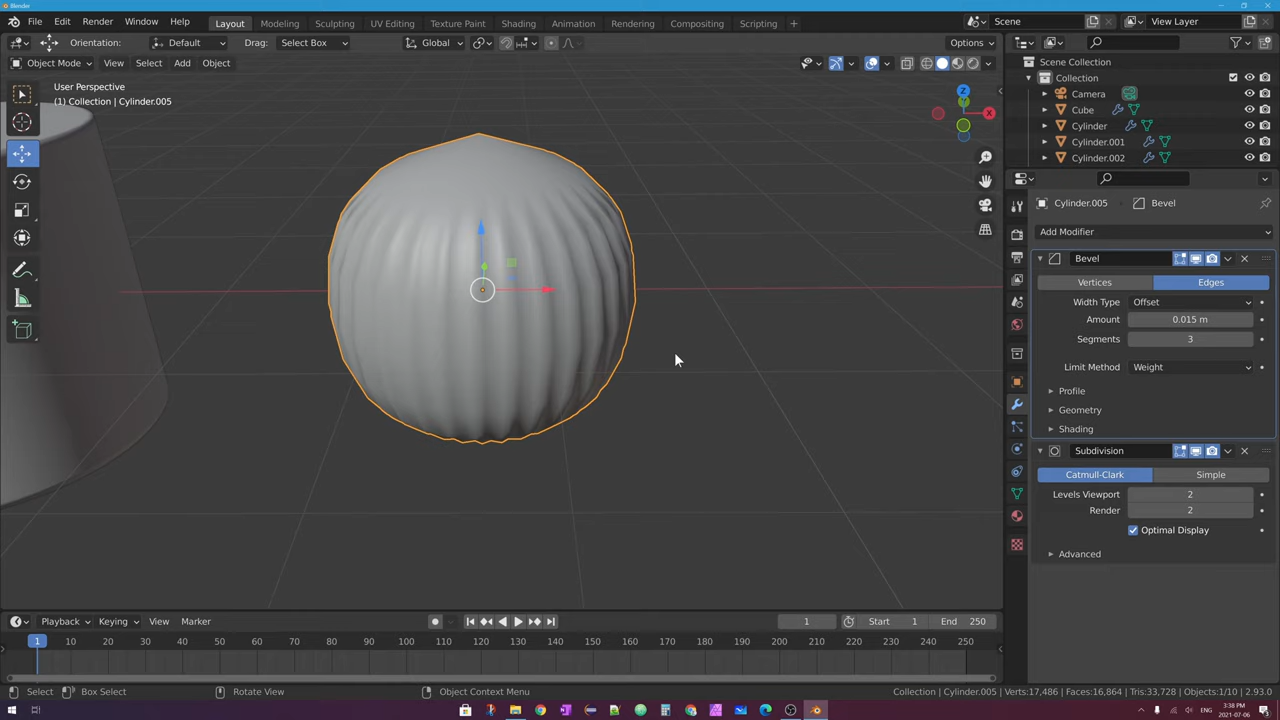 Blender
File Edit Render Window Help
Layout Modeling Sculpting UV Editing Texture Paint Shading Animation Rendering Compositing Scripting +
Scene
View Layer
Orientation: Default Drag: Select Box
Global
Options
Object Mode View Select Add Object
User Perspective
(1) Collection | Cylinder.005
Z
X
Scene Collection
Collection
Camera
Cube
Cylinder
Cylinder.001
Cylinder.002
Cylinder.005 Bevel
Add Modifier
Bevel
Vertices Edges
Width Type Offset
Amount 0.015 m
Segments 3
Limit Method Weight
Profile
Geometry
Shading
Subdivision
Catmull-Clark Simple
Levels Viewport 2
Render 2
Optimal Display
Advanced
Playback Keying View Marker
1
Start 1
End 250
1 10 20 30 40 50 60 70 80 90 100 110 120 130 140 150 160 170 180 190 200 210 220 230 240 250
Select
Box Select
Rotate View
Object Context Menu
Collection | Cylinder.005 | Verts:17,486 | Faces:16,864 | Tris:33,728 | Objects:1/10 | 2.93.0
3:38 PM
2021-07-06